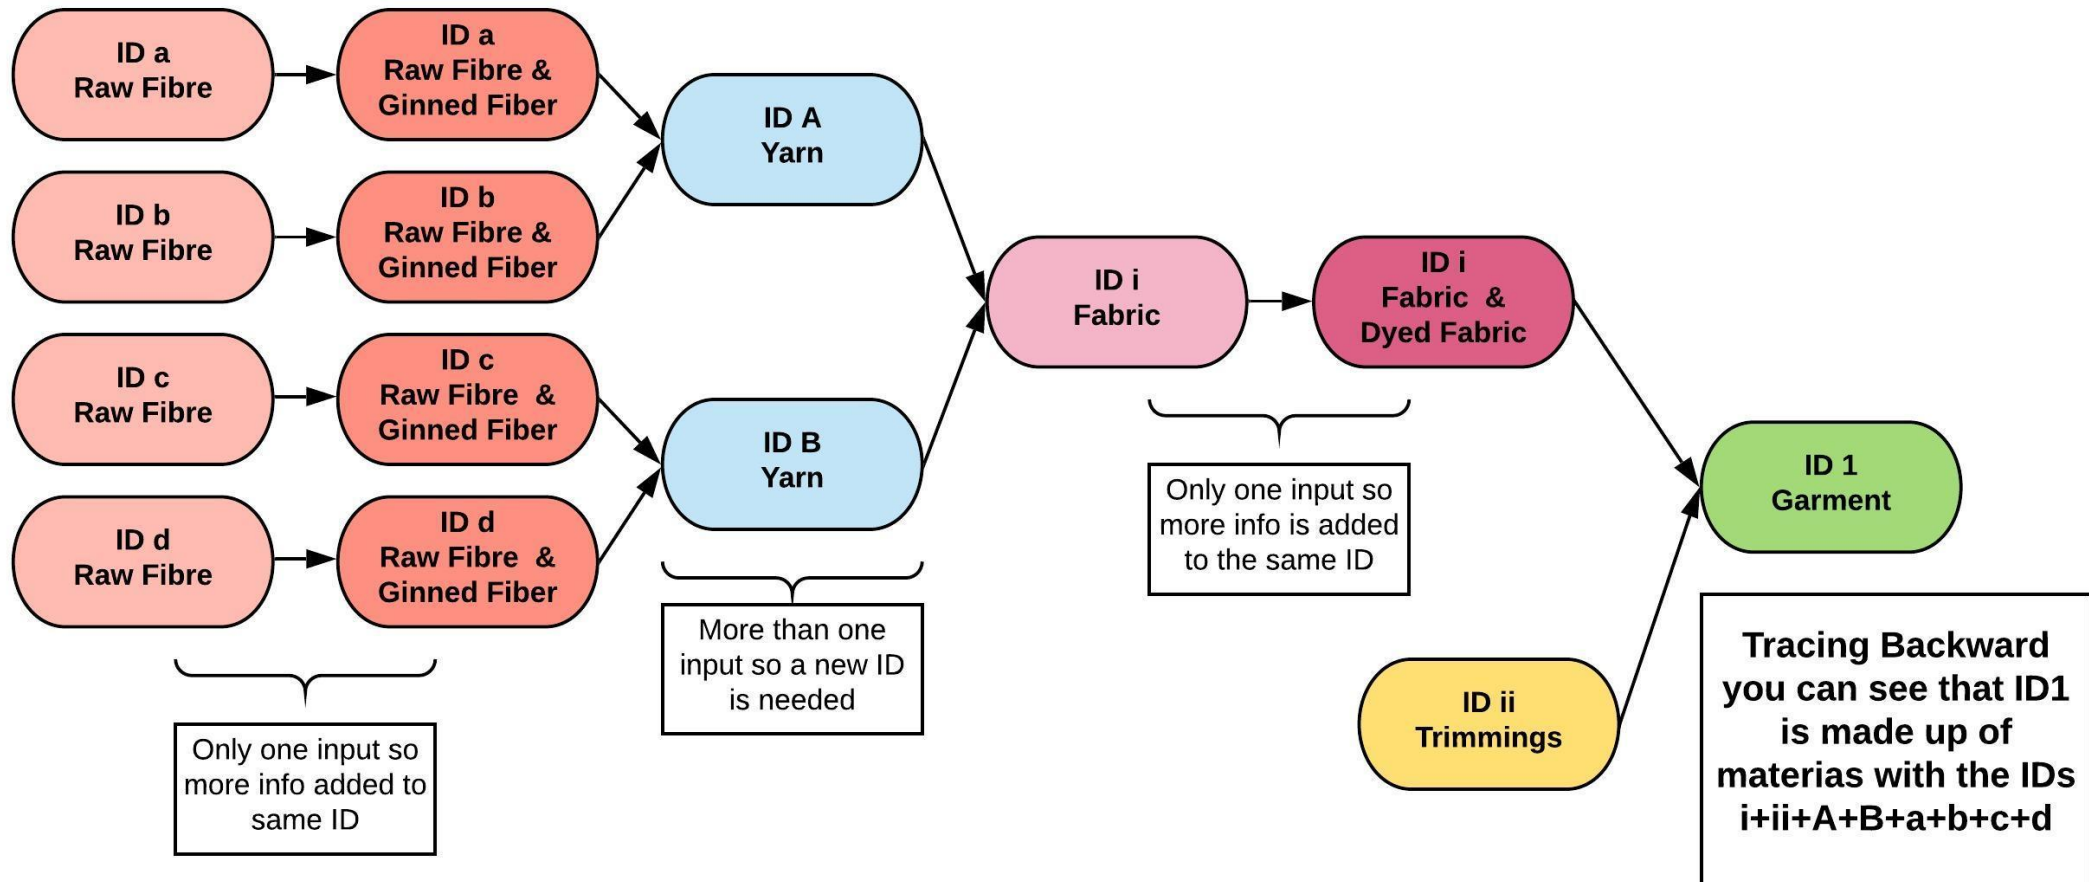 ID a
Raw Fibre
ID a
Raw Fibre &
Ginned Fiber
ID b
Raw Fibre
ID b
Raw Fibre &
Ginned Fiber
ID c
Raw Fibre
ID c
Raw Fibre &
Ginned Fiber
ID d
Raw Fibre
ID d
Raw Fibre &
Ginned Fiber
Only one input so
more info added to
same ID
ID A
Yarn
ID B
Yarn
More than one
input so a new ID
is needed
ID i
Fabric
ID i
Fabric &
Dyed Fabric
Only one input so
more info is added
to the same ID
ID ii
Trimmings
ID 1
Garment
Tracing Backward
you can see that ID1
is made up of
materias with the IDs
i+ii+A+B+a+b+c+d